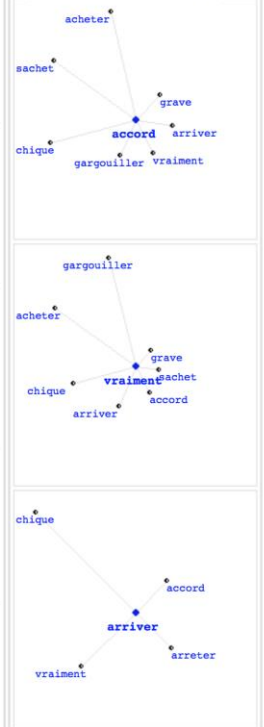 acheter
sachet
grave
accord arriver
chique
gargouiller vraiment
gargouiller
acheter
grave
vraiment sachet
chique
accord
arriver
chique
accord
arriver
arreter
vraiment